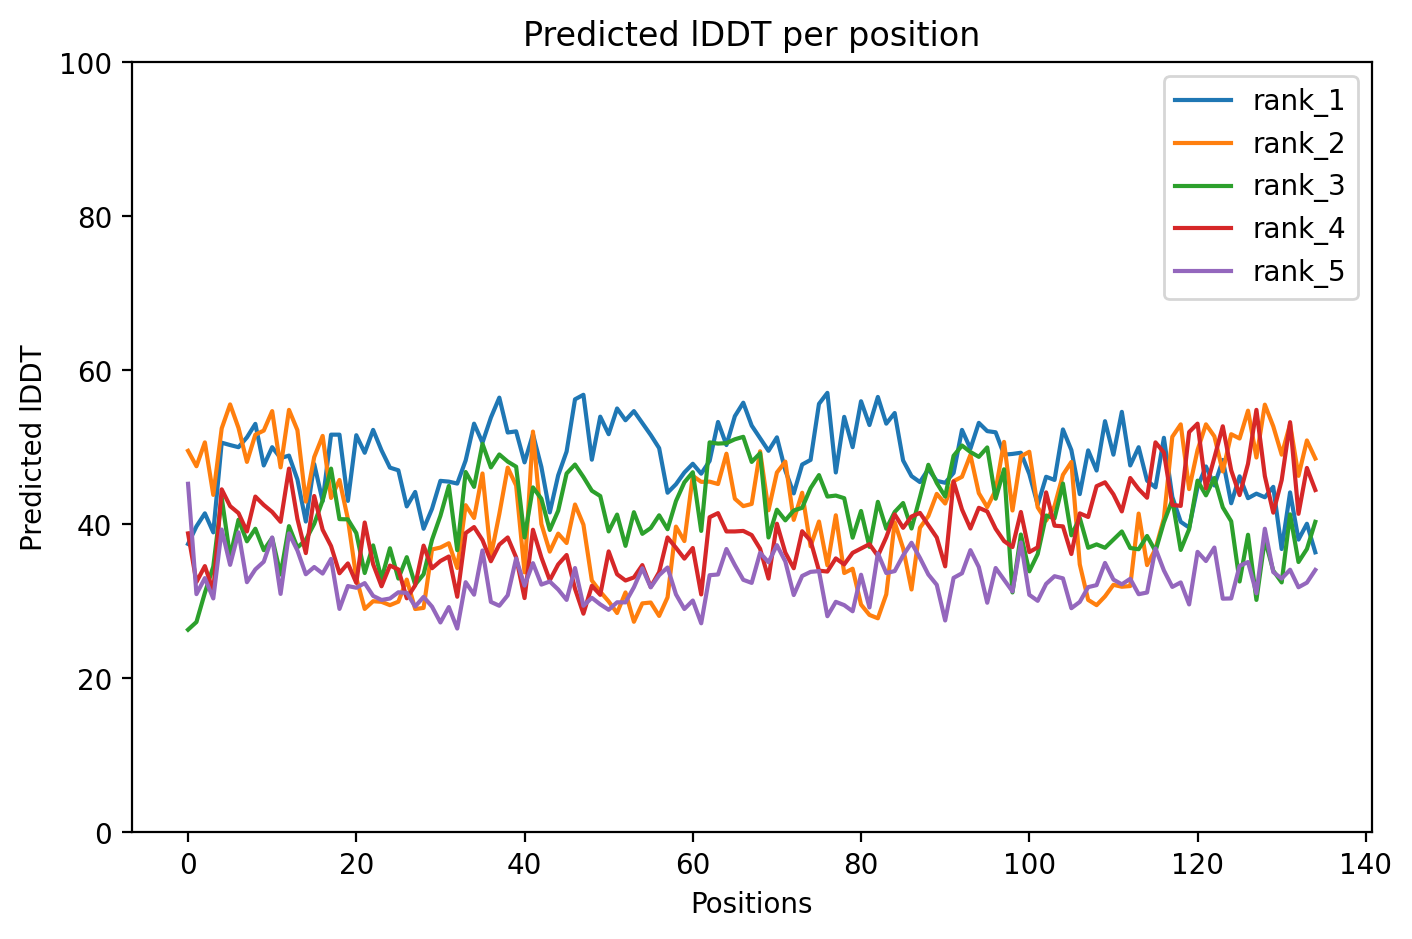 Predicted lDDT per position
100
80
60
40
20
0
Predicted lDDT
0 20 40 60 80 100 120 140
Positions
rank_1
rank_2
rank_3
rank_4
rank_5